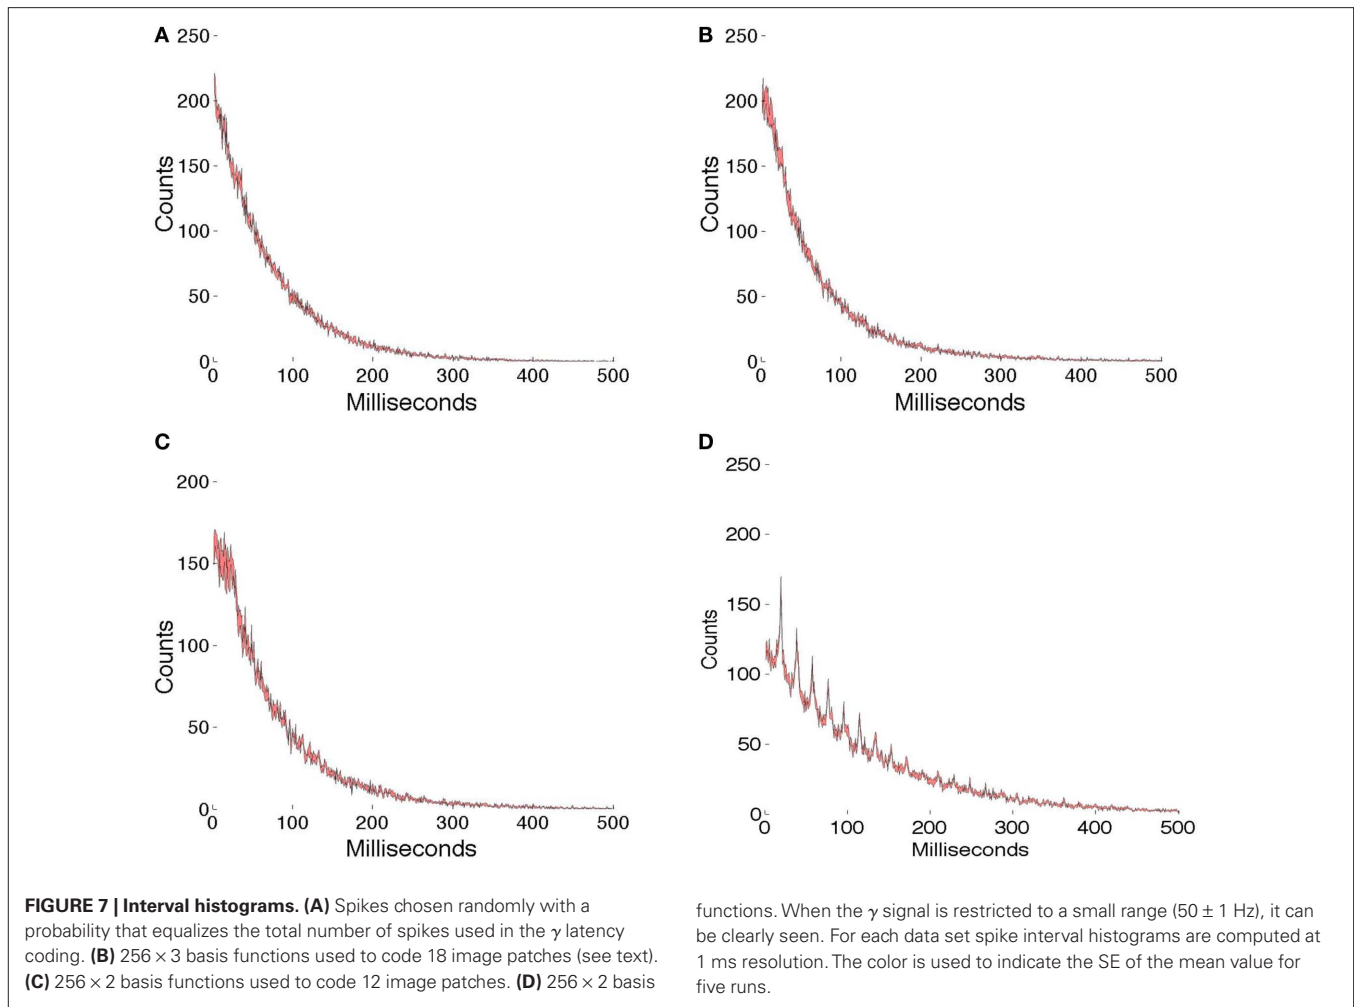 A
250
200
150
100
50
0
Counts
0 100 200 300 400 500
Milliseconds
B
250
200
150
100
50
0
Counts
0 100 200 300 400 500
Milliseconds
C
200
150
100
50
0
Counts
0 100 200 300 400 500
Milliseconds
D
250
200
150
100
50
0
Counts
0 100 200 300 400 500
Milliseconds
FIGURE 7 | Interval histograms. (A) Spikes chosen randomly with a
probability that equalizes the total number of spikes used in the γ latency
coding. (B) 256 × 3 basis functions used to code 18 image patches (see text).
(C) 256 × 2 basis functions used to code 12 image patches. (D) 256 × 2 basis
functions. When the γ signal is restricted to a small range (50 ± 1 Hz), it can
be clearly seen. For each data set spike interval histograms are computed at
1 ms resolution. The color is used to indicate the SE of the mean value for
five runs.